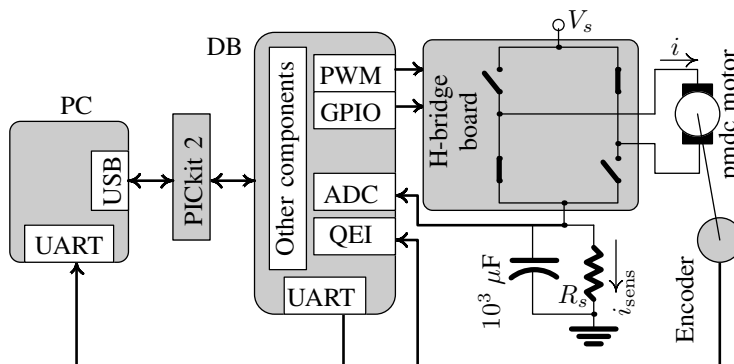 V_s
DB
i
PWM
GPIO
H-bridge
board
pmdc motor
PC
USB
PICkit 2
Other components
ADC
QEI
UART
UART
10^3 μF
R_s
i_sens
Encoder